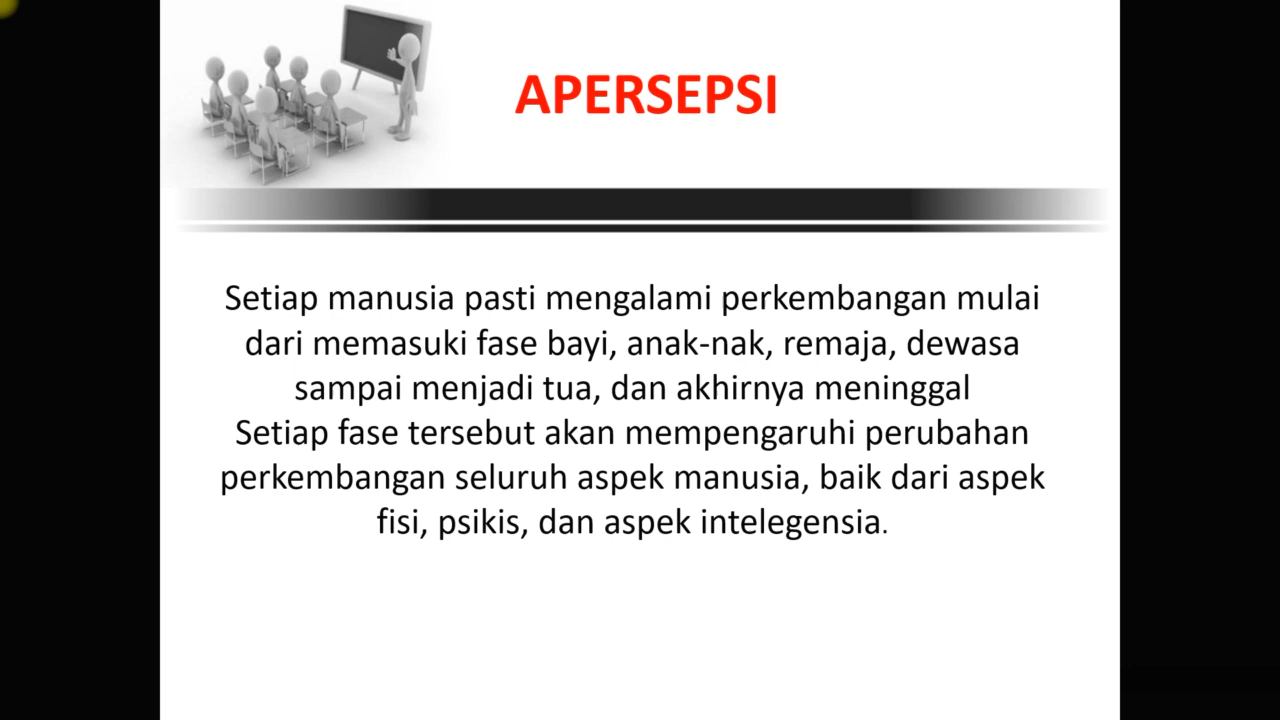 APERSEPSI
Setiap manusia pasti mengalami perkembangan mulai
dari memasuki fase bayi, anak-nak, remaja, dewasa
sampai menjadi tua, dan akhirnya meninggal
Setiap fase tersebut akan mempengaruhi perubahan
perkembangan seluruh aspek manusia, baik dari aspek
fisi, psikis, dan aspek intelegensia.